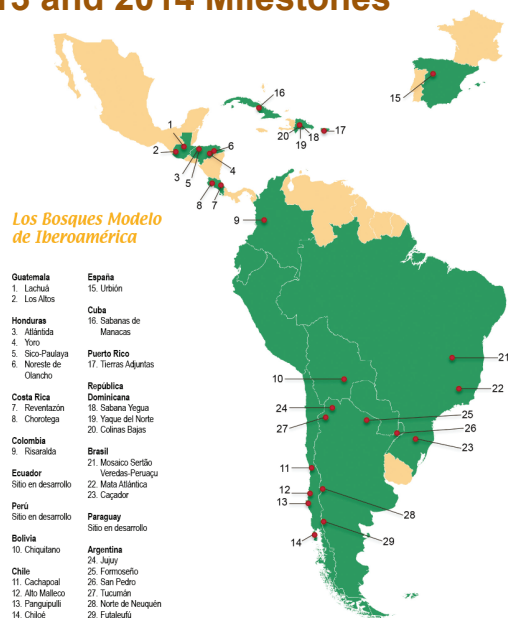 13 and 2014 Milestones
16
15
1
20
18
17
19
2
6
3
4
5
8
7
9
Los Bosques Modelo
de Iberoamérica
Guatemala
1. Lachuá
2. Los Altos
Honduras
3. Atlántida
4. Yoro
5. Sico-Paulaya
6. Noreste de
Olancho
Costa Rica
7. Reventazón
8. Chorotega
Colombia
9. Risaralda
Ecuador
Sitio en desarrollo
Perú
Sitio en desarrollo
Bolivia
10. Chiquitano
Chile
11. Cachapoal
12. Alto Malleco
13. Panguipulli
14. Chiloé
España
15. Urbión
Cuba
16. Sabanas de
Manacas
Puerto Rico
17. Tierras Adjuntas
República
Dominicana
18. Sabana Yegua
19. Yaque del Norte
20. Colinas Bajas
Brasil
21. Mosaico Sertão
Veredas-Peruaçu
22. Mata Atlántica
23. Caçador
Paraguay
Sitio en desarrollo
Argentina
24. Jujuy
25. Formoseño
26. San Pedro
27. Tucumán
28. Norte de Neuquén
29. Futaleufú
21
10
22
24
25
27
26
23
11
12
28
13
14
29